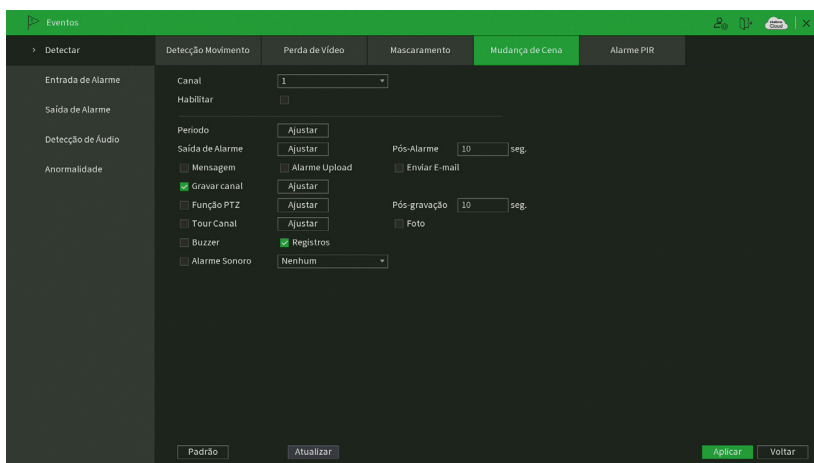 Eventos
Detectar
Detecção Movimento Perda de Vídeo Mascaramento Mudança de Cena Alarme PIR
Entrada de Alarme
Saída de Alarme
Detecção de Áudio
Anormalidade
Canal 1
Habilitar
Periodo Ajustar
Saída de Alarme Ajustar Pós-Alarme 10 seg.
Mensagem Alarme Upload Enviar E-mail
Gravar canal Ajustar
Função PTZ Ajustar Pós-gravação 10 seg.
Tour Canal Ajustar Foto
Buzzer Registros
Alarme Sonoro Nenhum
Padrão Atualizar Aplicar Voltar